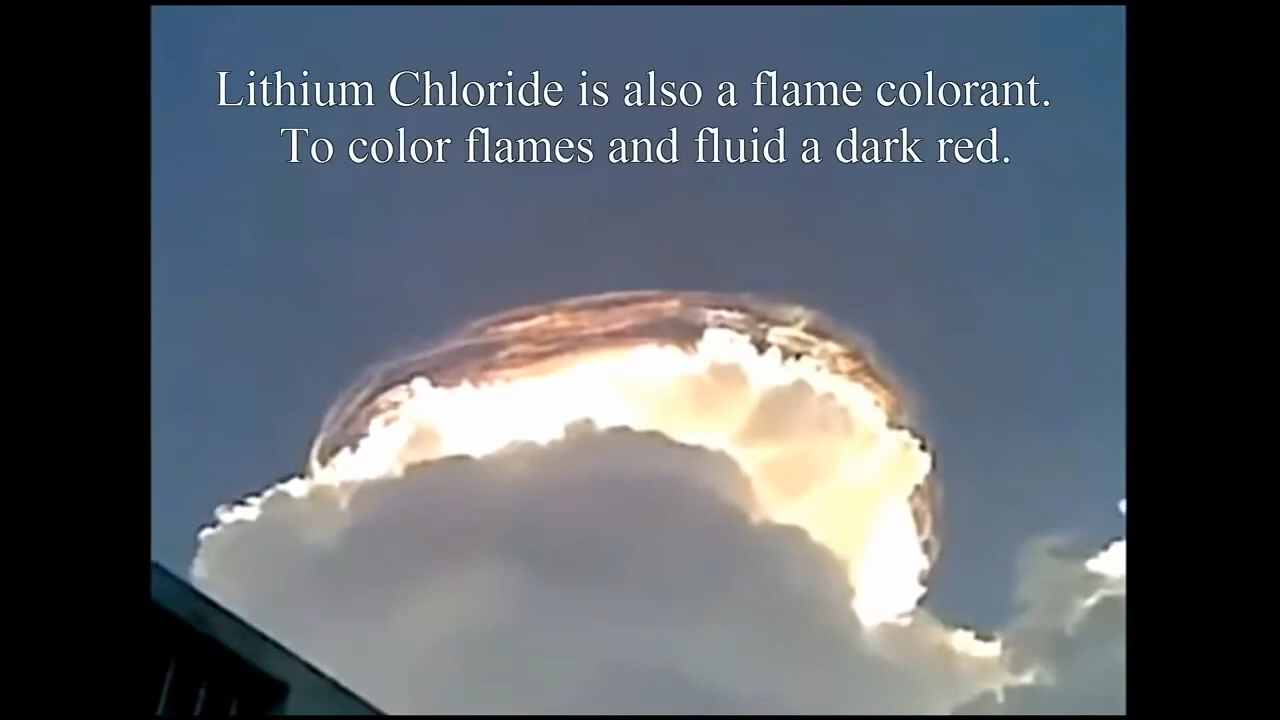 Lithium Chloride is also a flame colorant.
To color flames and fluid a dark red.